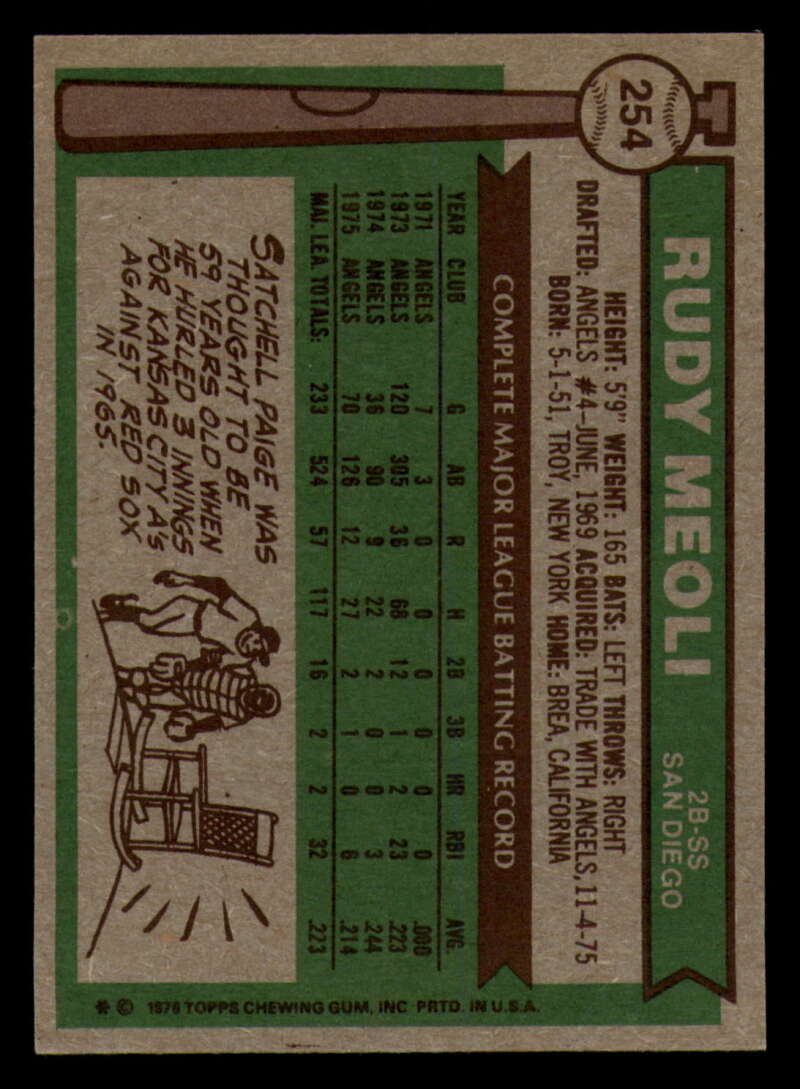 254
RUDY MEOLI
2B-SS
SAN DIEGO
HEIGHT: 5'9" WEIGHT: 165 BATS: LEFT THROWS: RIGHT
DRAFTED: ANGELS #4-JUNE, 1969 ACQUIRED: TRADE WITH ANGELS, 11-4-75
BORN: 5-1-51, TROY, NEW YORK HOME: BREA, CALIFORNIA
COMPLETE MAJOR LEAGUE BATTING RECORD
YEAR CLUB G AB R H 2B 3B HR RBI AVG.
1971 ANGELS 7 3 0 0 0 0 0 0 .000
1973 ANGELS 120 305 36 68 12 1 2 23 .223
1974 ANGELS 36 90 9 22 2 0 0 3 .244
1975 ANGELS 70 126 12 27 2 1 0 6 .214
MAJ. LEA. TOTALS: 233 524 57 117 16 2 2 32 .223
SATCHELL PAIGE WAS
THOUGHT TO BE
59 YEARS OLD WHEN
HE HURLED 3 INNINGS
FOR KANSAS CITY A'S
AGAINST RED SOX
IN 1965.
* © 1976 TOPPS CHEWING GUM, INC PRTD. IN U.S.A.